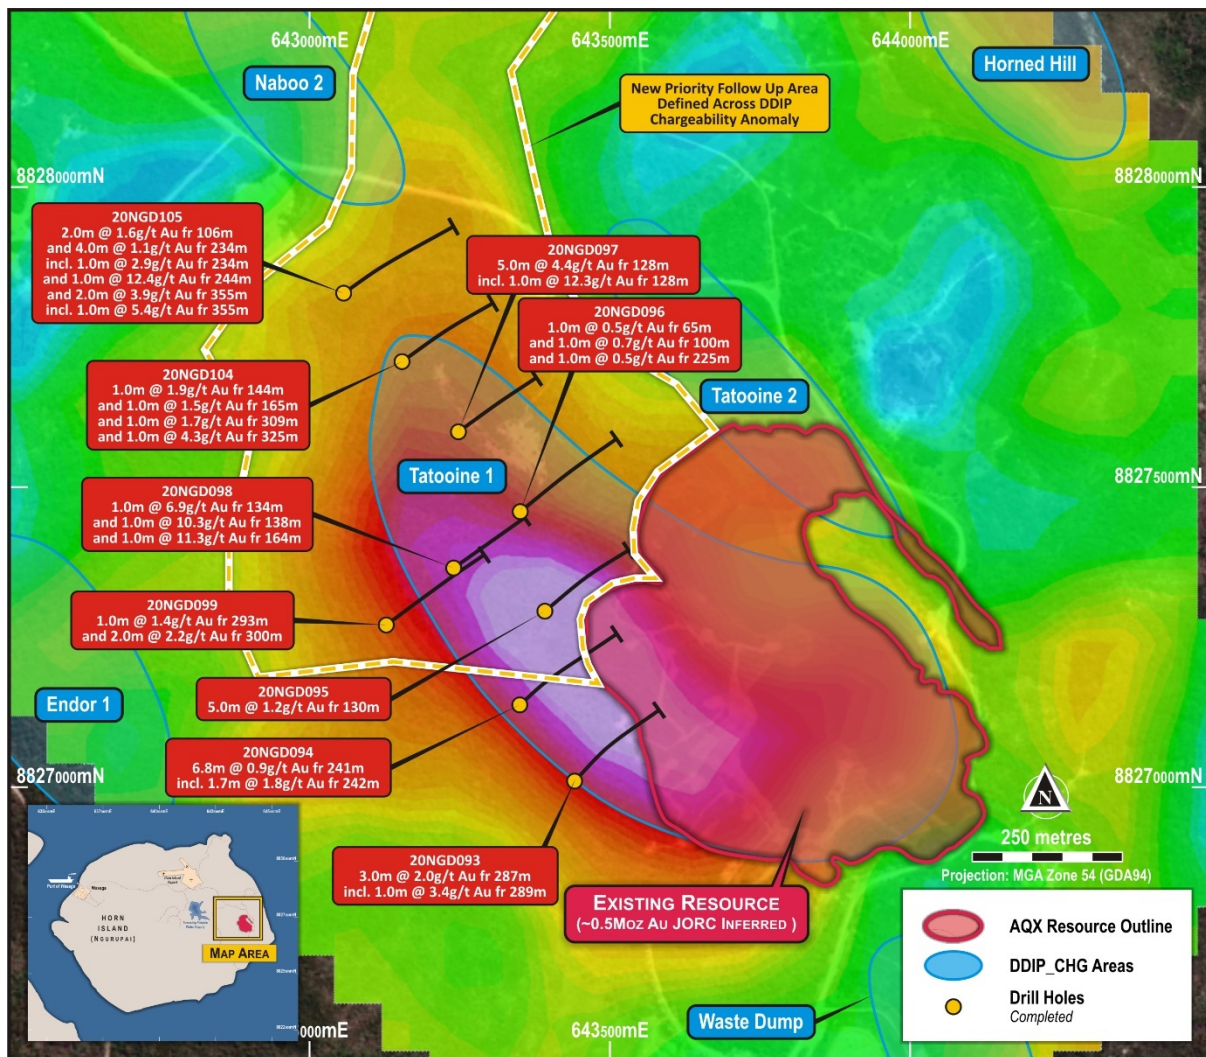 643000mE
643500mE
644000mE
Naboo 2
Horned Hill
New Priority Follow Up Area
Defined Across DDIP
Chargeability Anomaly
8828000mN
8828000mN
20NGD105
2.0m @ 1.6g/t Au fr 106m
and 4.0m @ 1.1g/t Au fr 234m
incl. 1.0m @ 2.9g/t Au fr 234m
and 1.0m @ 12.4g/t Au fr 244m
and 2.0m @ 3.9g/t Au fr 355m
incl. 1.0m @ 5.4g/t Au fr 355m
20NGD097
5.0m @ 4.4g/t Au fr 128m
incl. 1.0m @ 12.3g/t Au fr 128m
20NGD096
1.0m @ 0.5g/t Au fr 65m
and 1.0m @ 0.7g/t Au fr 100m
and 1.0m @ 0.5g/t Au fr 225m
20NGD104
1.0m @ 1.9g/t Au fr 144m
and 1.0m @ 1.5g/t Au fr 165m
and 1.0m @ 1.7g/t Au fr 309m
and 1.0m @ 4.3g/t Au fr 325m
Tatooine 2
Tatooine 1
8827500mN
8827500mN
20NGD098
1.0m @ 6.9g/t Au fr 134m
and 1.0m @ 10.3g/t Au fr 138m
and 1.0m @ 11.3g/t Au fr 164m
20NGD099
1.0m @ 1.4g/t Au fr 293m
and 2.0m @ 2.2g/t Au fr 300m
Endor 1
20NGD095
5.0m @ 1.2g/t Au fr 130m
20NGD094
6.8m @ 0.9g/t Au fr 241m
incl. 1.7m @ 1.8g/t Au fr 242m
8827000mN
8827000mN
20NGD093
3.0m @ 2.0g/t Au fr 287m
incl. 1.0m @ 3.4g/t Au fr 289m
EXISTING RESOURCE
(~0.5MOZ AU JORC INFERRED )
N
250 metres
Projection: MGA Zone 54 (GDA94)
AQX Resource Outline
DDIP_CHG Areas
Drill Holes
Completed
HORN
ISLAND
(NGURUPAI)
MAP AREA
000mE
643500mE
Waste Dump